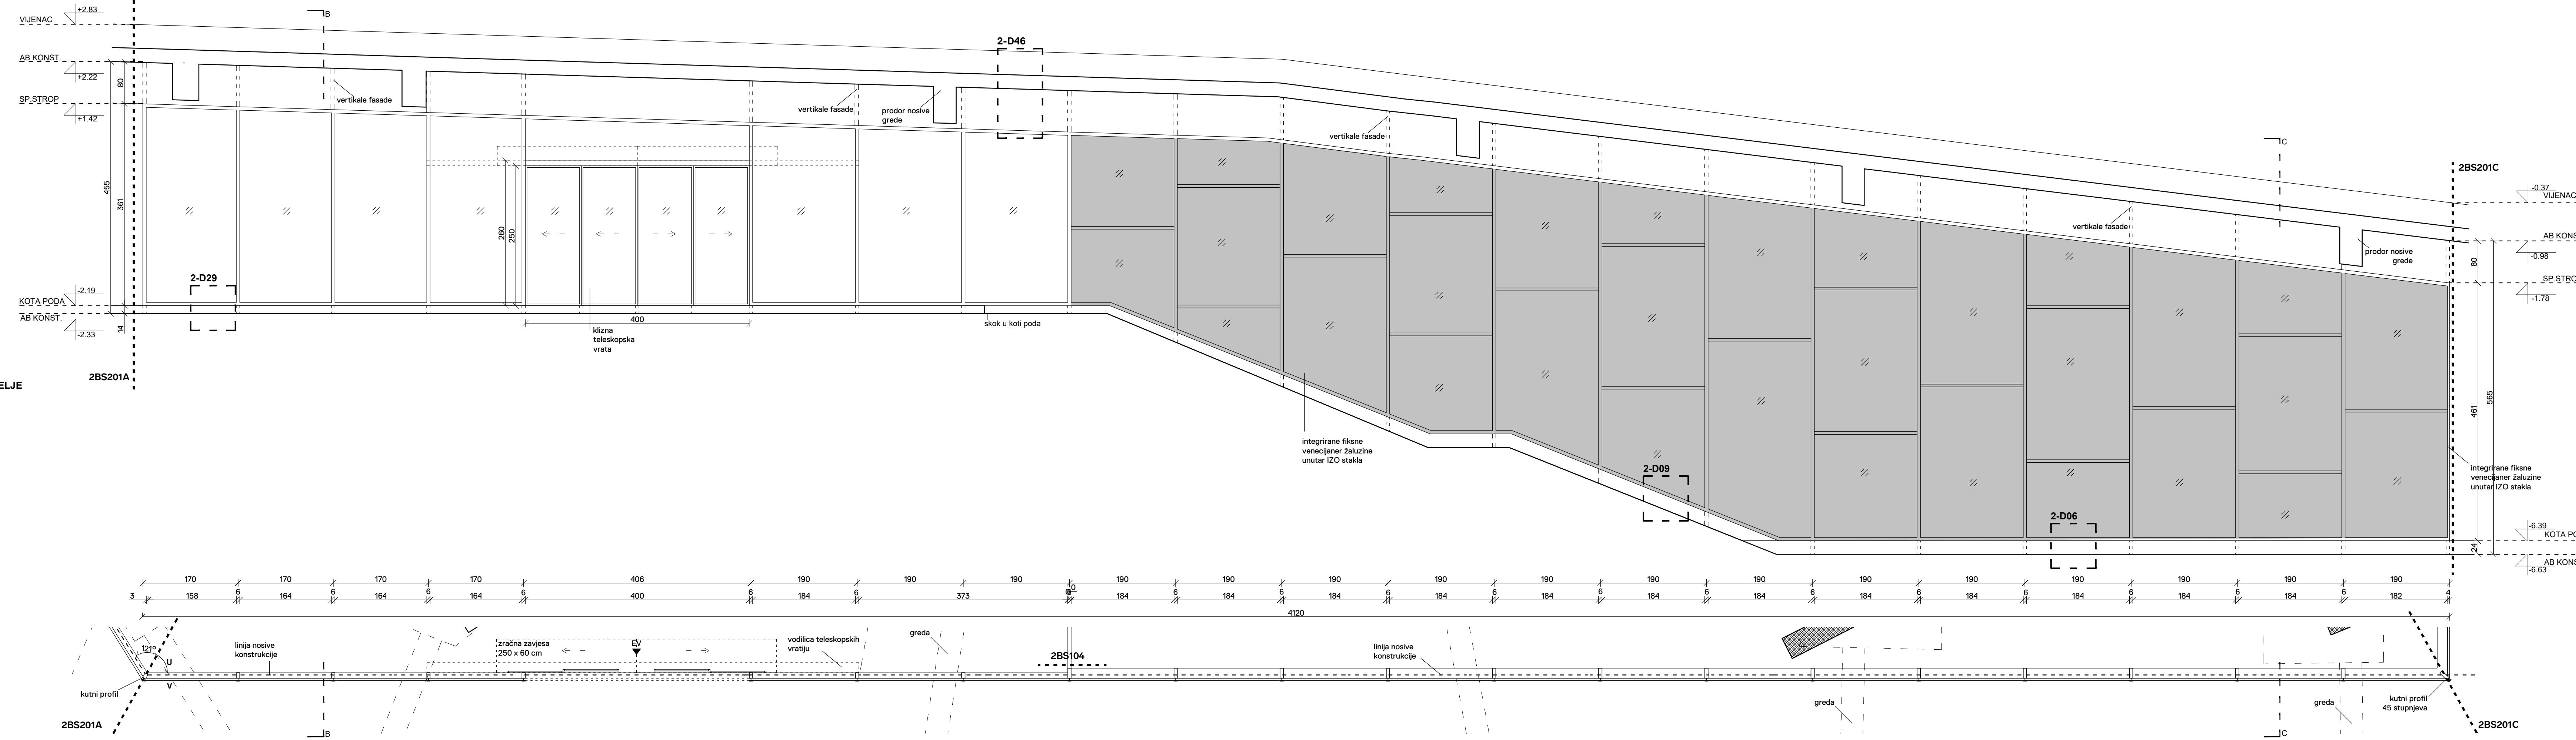 +2.83
VIJENAC
B
AB KONST.
+2.22
SP.STROP
+1.42
80
455
361
vertikale fasade
vertikale fasade
prodor nosive
grede
2-D46
vertikale fasade
260
250
2-D29
-2.19
KOTA PODA
AB KONST.
-2.33
14
400
klizna
teleskopska
vrata
skok u koti poda
2BS201A
ELJE
integrirane fiksne
venecijaner žaluzine
unutar IZO stakla
2-D09
2-D06
C
2BS201C
-0.37
VIJENAC
vertikale fasade
prodor nosive
grede
AB KONS
-0.98
80
SP.STRO
-1.78
461
565
integrirane fiksne
venecijaner žaluzine
unutar IZO stakla
-6.39
KOTA PO
24
AB KONS
-6.63
170 170 170 170 406 190 190 190 190 190 190 190 190 190 190 190 190 190 190 190 190 190
3 158 6 164 6 164 6 164 6 400 6 184 6 373 6 184 6 184 6 184 6 184 6 184 6 184 6 184 6 184 6 184 6 184 6 184 6 184 6 182 4
4120
121°
U
V
linija nosive
konstrukcije
zračna zavjesa
250 x 60 cm
EV
vodilica teleskopskih
vratiju
greda
2BS104
linija nosive
konstrukcije
kutni profil
2BS201A
B
greda
C
greda
kutni profil
45 stupnjeva
2BS201C